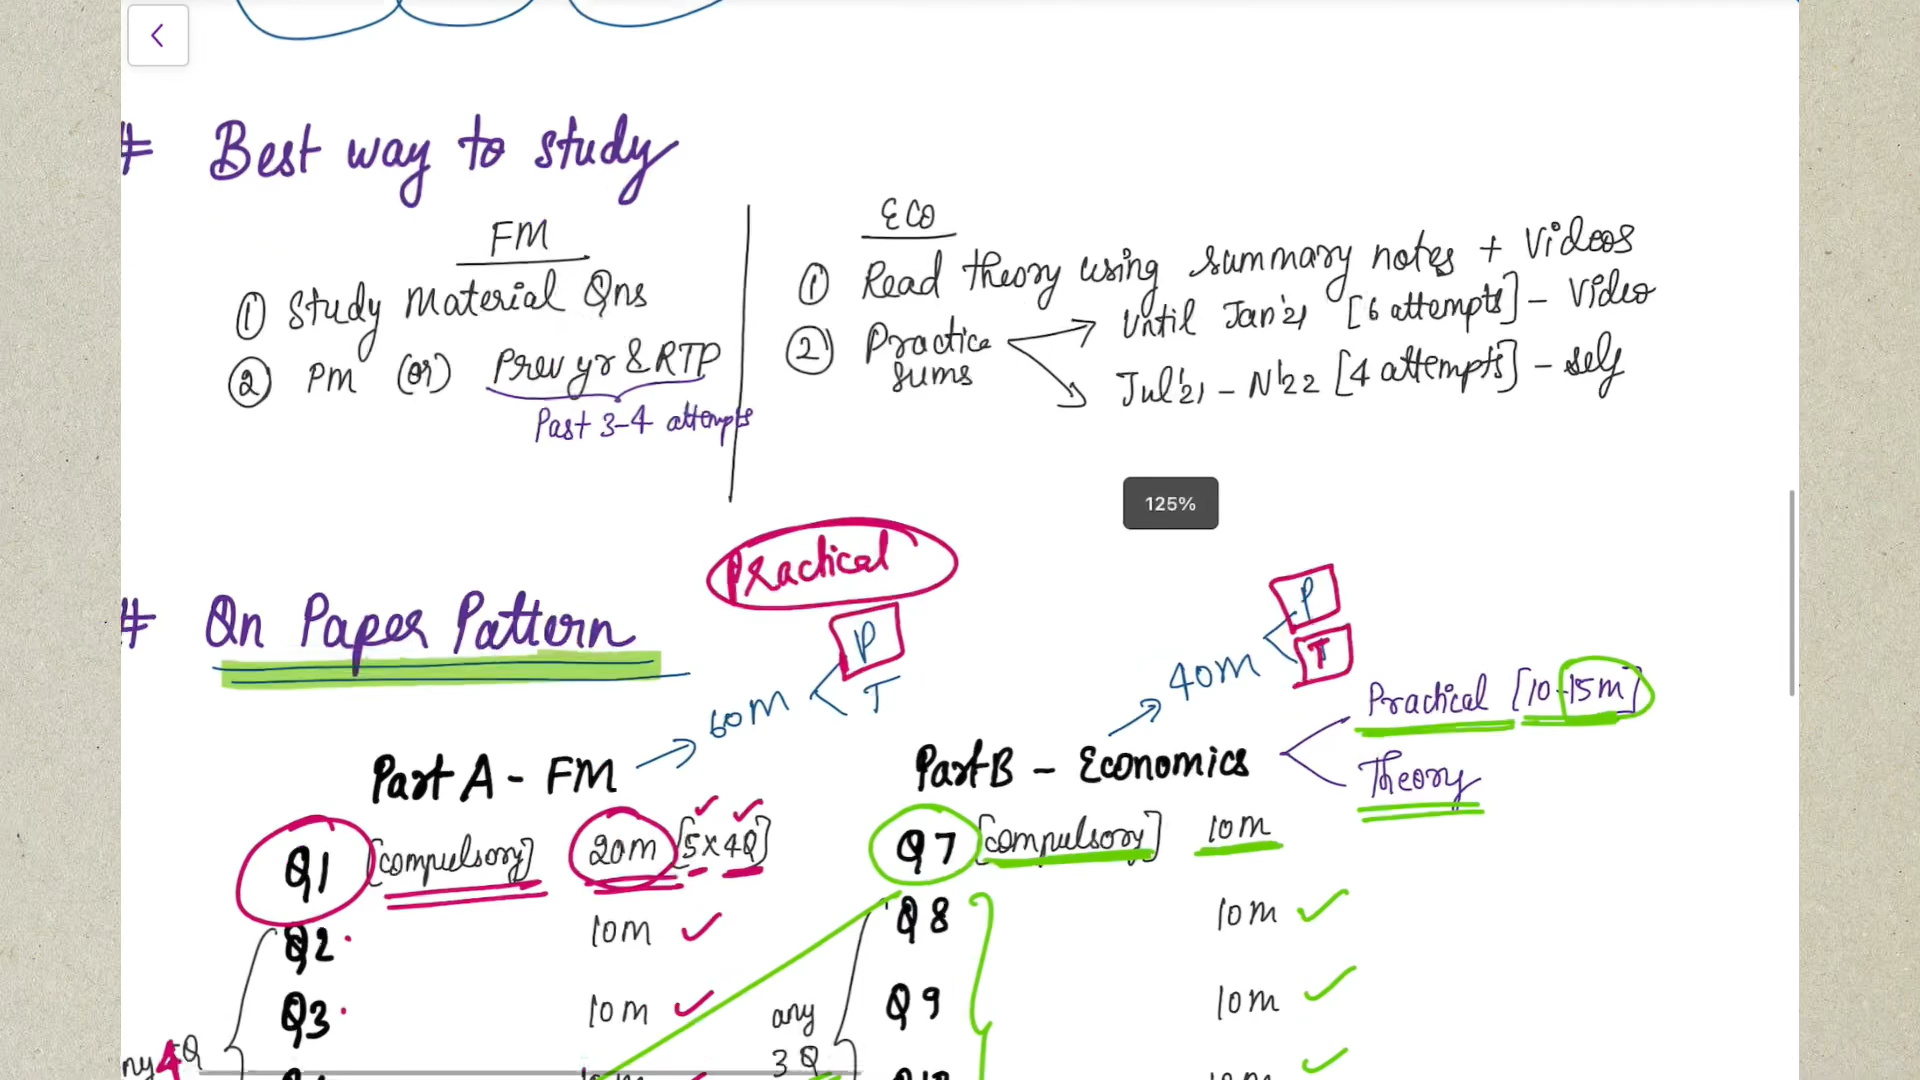 # Best way to study
FM
① Study Material Qns
② PM (or) Prev yr & RTP
Past 3-4 attempts
ECO
① Read theory using summary notes + Videos
② Practice sums
Until Jan'21 [6 attempts] - Video
Jul'21 - N'22 [4 attempts] - self
125%
# Qn Paper Pattern
Practical
P
T
60M
Part A - FM
Q1 [compulsory] 20m [5x4Q]
Q2 10m
Q3 10m
4Q
P
T
40M
Part B - Economics
Practical [10-15m]
Theory
Q7 [compulsory] 10m
Q8 10m
Q9 10m
any
3Q